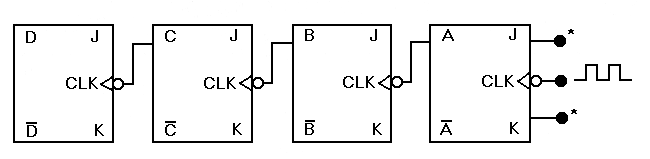 D J C J B J A J *
CLK CLK CLK CLK
D̅ K C̅ K B̅ K A̅ K *